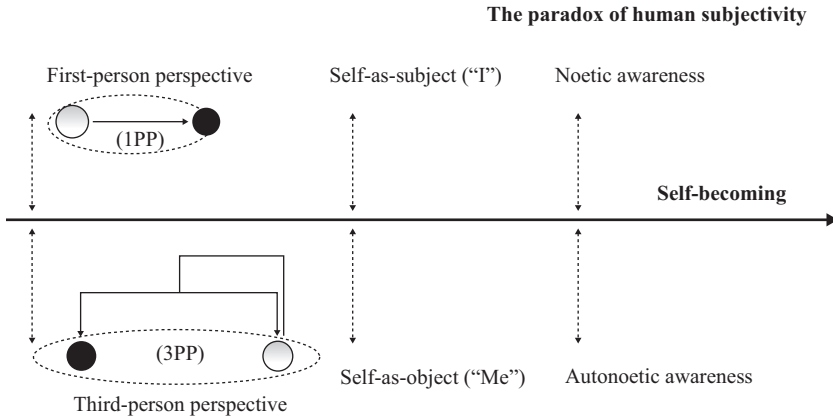 The paradox of human subjectivity
First-person perspective
Self-as-subject (“I”)
Noetic awareness
(1PP)
Self-becoming
(3PP)
Self-as-object (“Me”)
Autonoetic awareness
Third-person perspective